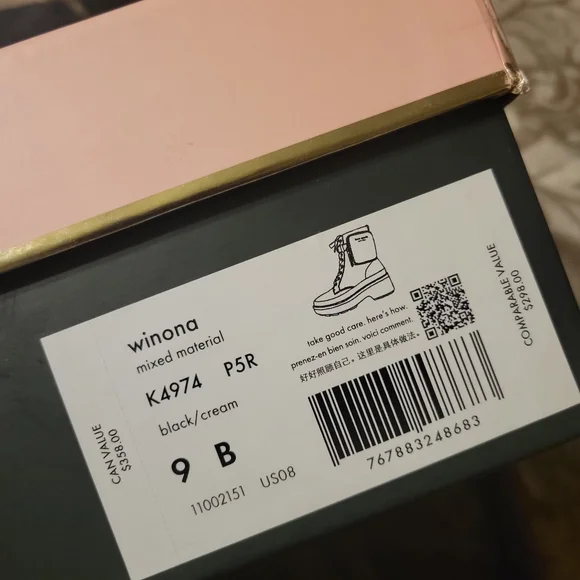 winona
mixed material
K4974 P5R
black/cream
9 B
11002151 US08
CAN VALUE
$358.00
take good care. here's how.
prenez-en bien soin. voici comment.
好好照顾自己。这里是具体做法。
767883248683
COMPARABLE VALUE
$298.00